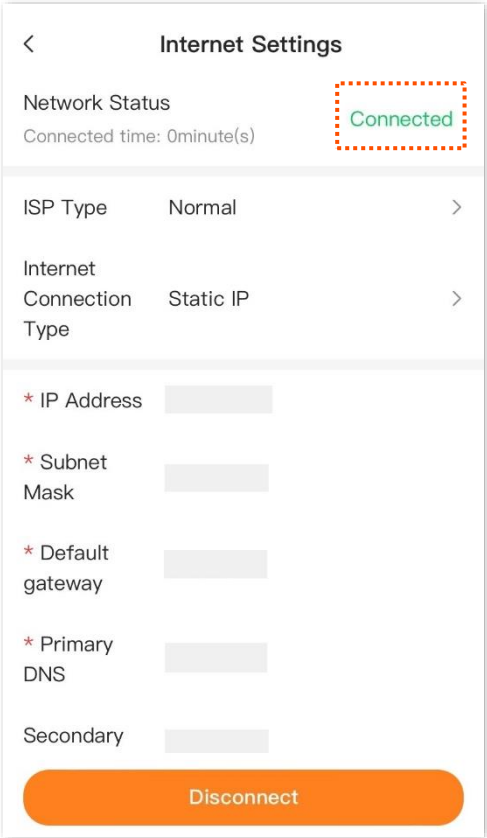 Internet Settings
Network Status
Connected
Connected time: 0minute(s)
ISP Type
Normal
Internet
Connection
Type
Static IP
* IP Address
* Subnet
Mask
* Default
gateway
* Primary
DNS
Secondary
Disconnect